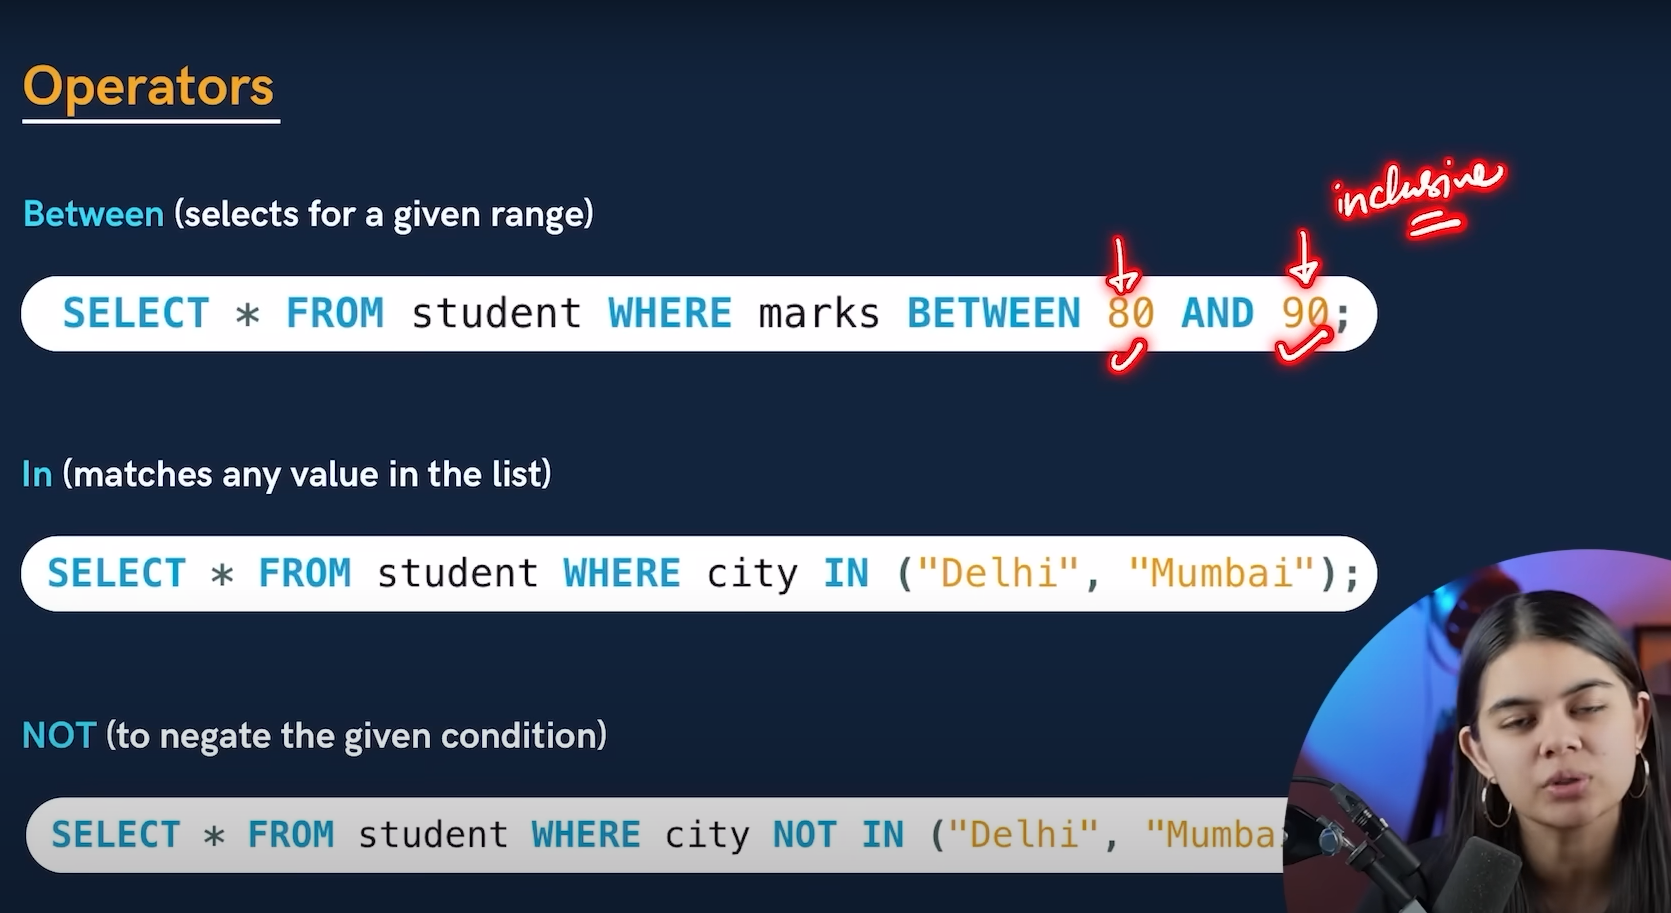 Operators
inclusive
Between (selects for a given range)
SELECT * FROM student WHERE marks BETWEEN 80 AND 90;
In (matches any value in the list)
SELECT * FROM student WHERE city IN ("Delhi", "Mumbai");
NOT (to negate the given condition)
SELECT * FROM student WHERE city NOT IN ("Delhi", "Mumba